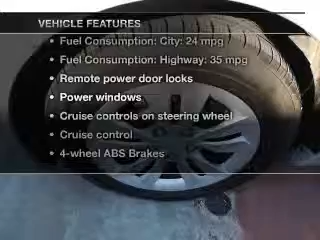 VEHICLE FEATURES
• Fuel Consumption: City: 24 mpg
• Fuel Consumption: Highway: 35 mpg
• Remote power door locks
• Power windows
• Cruise controls on steering wheel
• Cruise control
• 4-wheel ABS Brakes